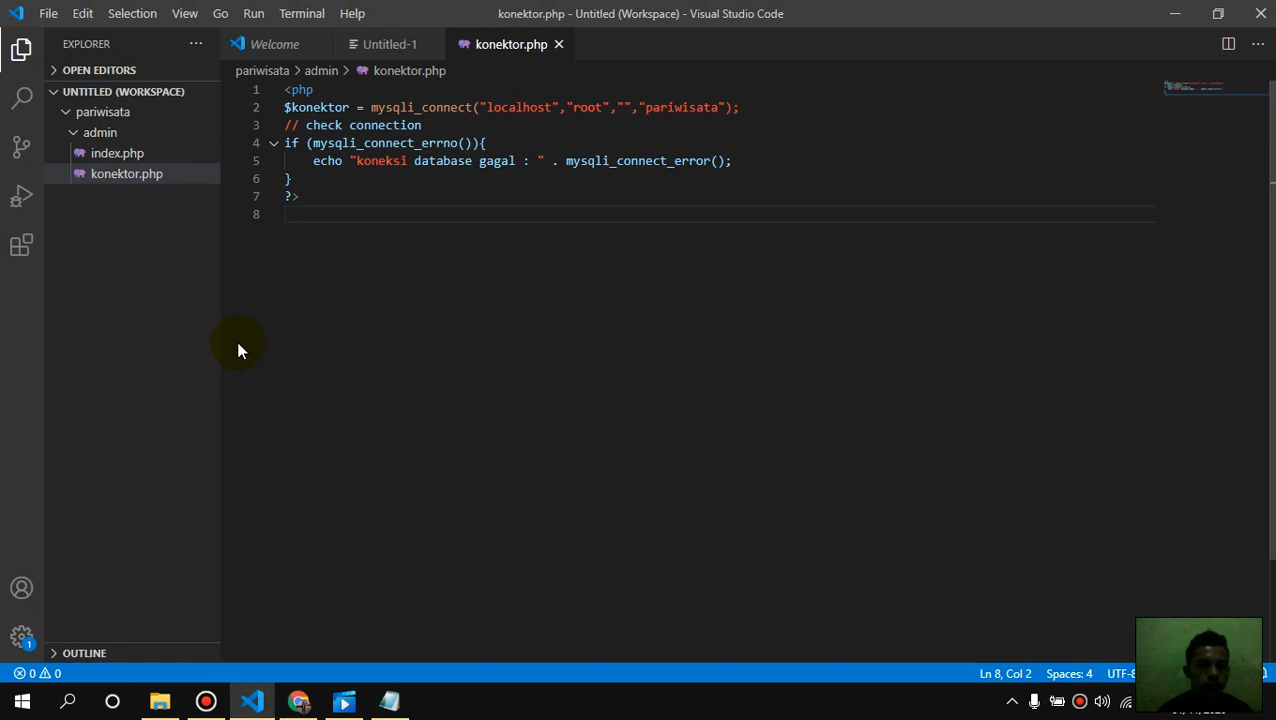 File Edit Selection View Go Run Terminal Help konektor.php - Untitled (Workspace) - Visual Studio Code
EXPLORER
Welcome Untitled-1 konektor.php
OPEN EDITORS
pariwisata admin konektor.php
UNTITLED (WORKSPACE)
pariwisata
admin
index.php
konektor.php
1 <php
2 $konektor = mysqli_connect("localhost","root","","pariwisata");
3 // check connection
4 if (mysqli_connect_errno()){
5 echo "koneksi database gagal : " . mysqli_connect_error();
6 }
7 ?>
8
1
OUTLINE
0 0 Ln 8, Col 2 Spaces: 4 UTF-8